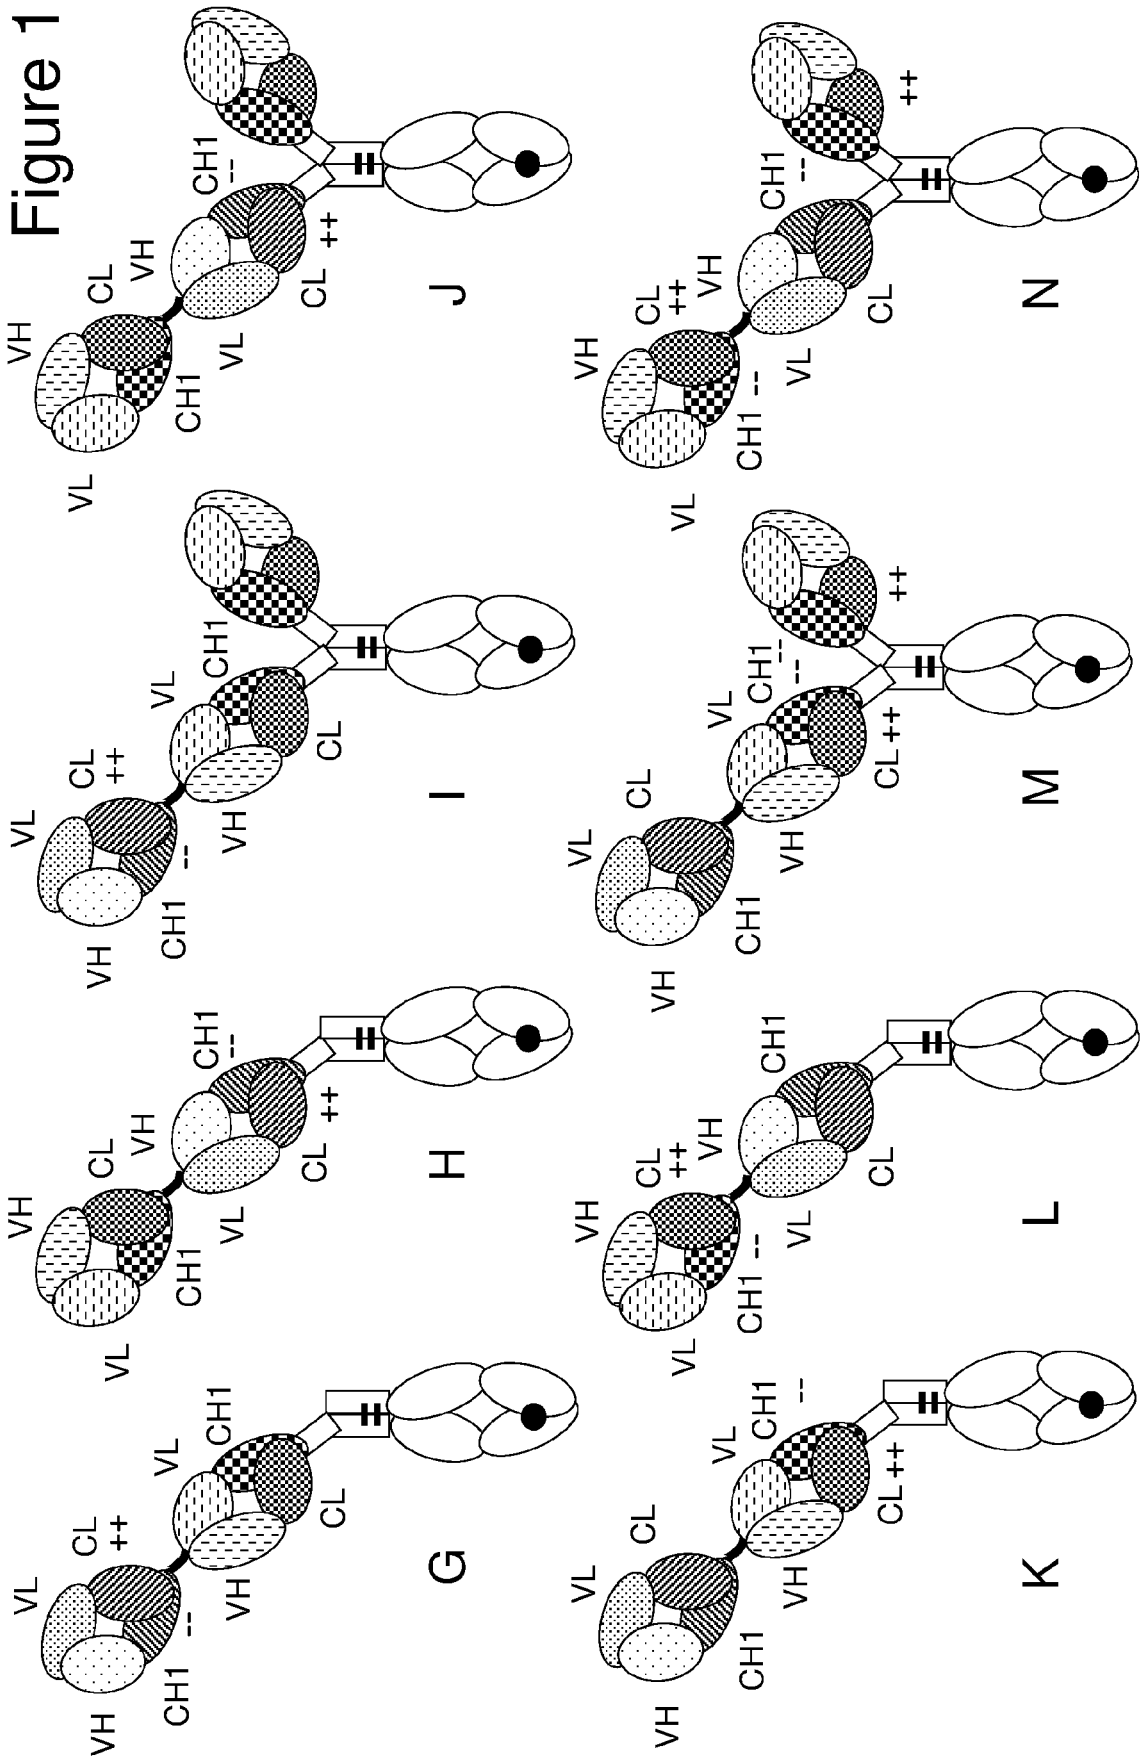 Figure 1
VL
CL
++
VH
CH1
--
VL
CH1
VH
CL
G
VH
CL
VL
CH1
VH
CH1
--
VL
CL
++
H
VL
CL
++
VH
CH1
--
VL
CH1
VH
CL
I
VH
CL
VL
CH1
VH
CH1
--
VL
CL
++
J
VL
CL
VH
CH1
VL
CH1
--
VH
CL++
K
VH
CL
++
VL
CH1 --
VH
CH1
VL
CL
L
VL
CL
VH
CH1
VL
CH1
--
--
VH
CL++
++
M
VH
CL
++
VL
CH1 --
VH
CH1
--
VL
CL
++
N